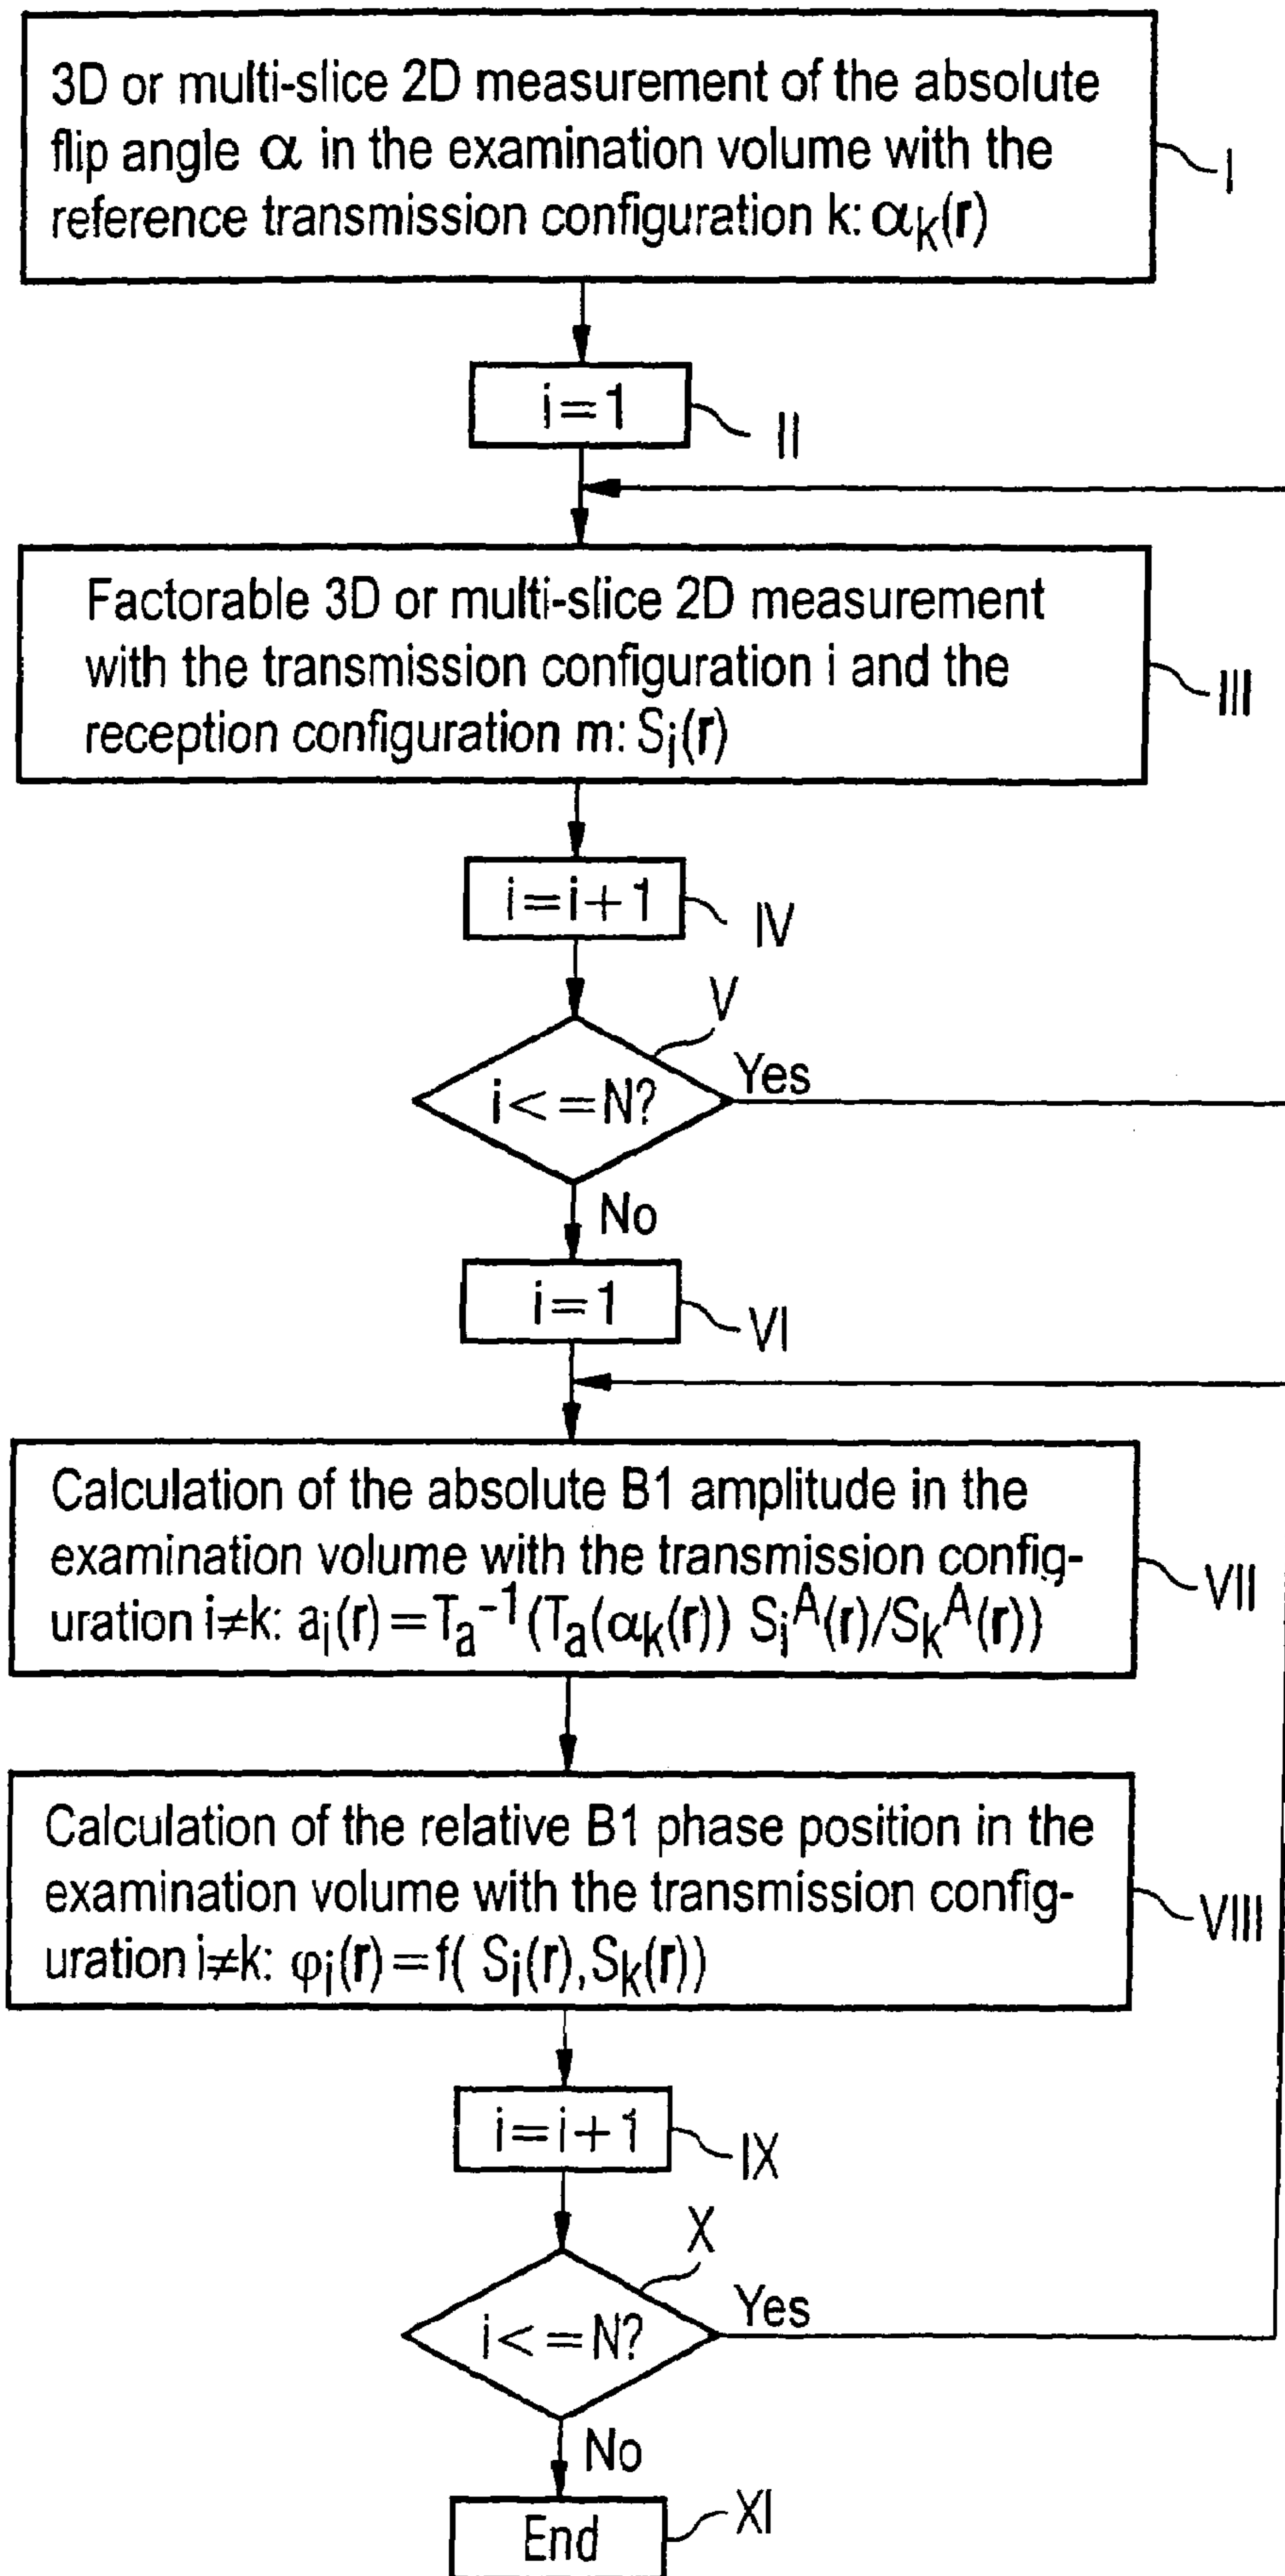 3D or multi-slice 2D measurement of the absolute
flip angle α in the examination volume with the
reference transmission configuration k: αₖ(r)
I
i=1
II
Factorable 3D or multi-slice 2D measurement
with the transmission configuration i and the
reception configuration m: Sᵢ(r)
III
i=i+1
IV
V
i<=N?
Yes
No
i=1
VI
Calculation of the absolute B1 amplitude in the
examination volume with the transmission config-
uration i≠k: aᵢ(r)=Tₐ⁻¹(Tₐ(αₖ(r)) Sᵢᴬ(r)/Sₖᴬ(r))
VII
Calculation of the relative B1 phase position in the
examination volume with the transmission config-
uration i≠k: φᵢ(r)=f( Sᵢ(r),Sₖ(r))
VIII
i=i+1
IX
X
i<=N?
Yes
No
End
XI